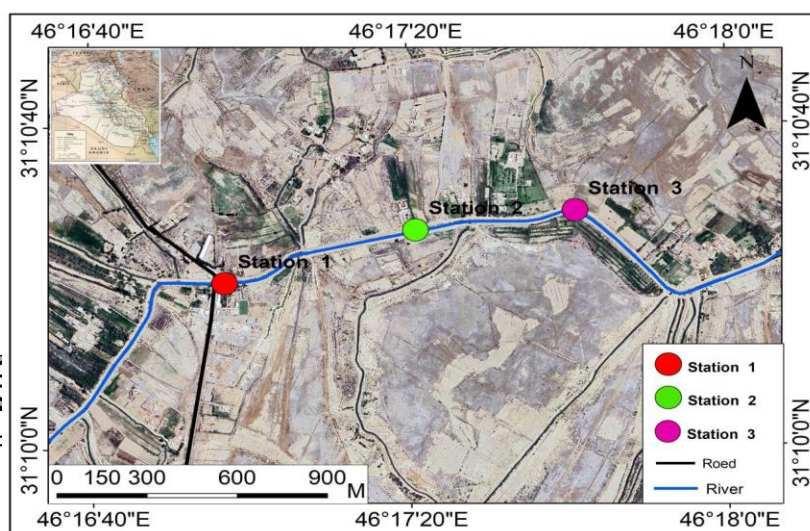 46°16'40"E 46°17'20"E 46°18'0"E
31°10'40"N
31°10'40"N
N
Station 3
Station 2
Station 1
31°10'0"N
31°10'0"N
Station 1
Station 2
Station 3
Roed
River
0 150 300 600 900
M
46°16'40"E 46°17'20"E 46°18'0"E